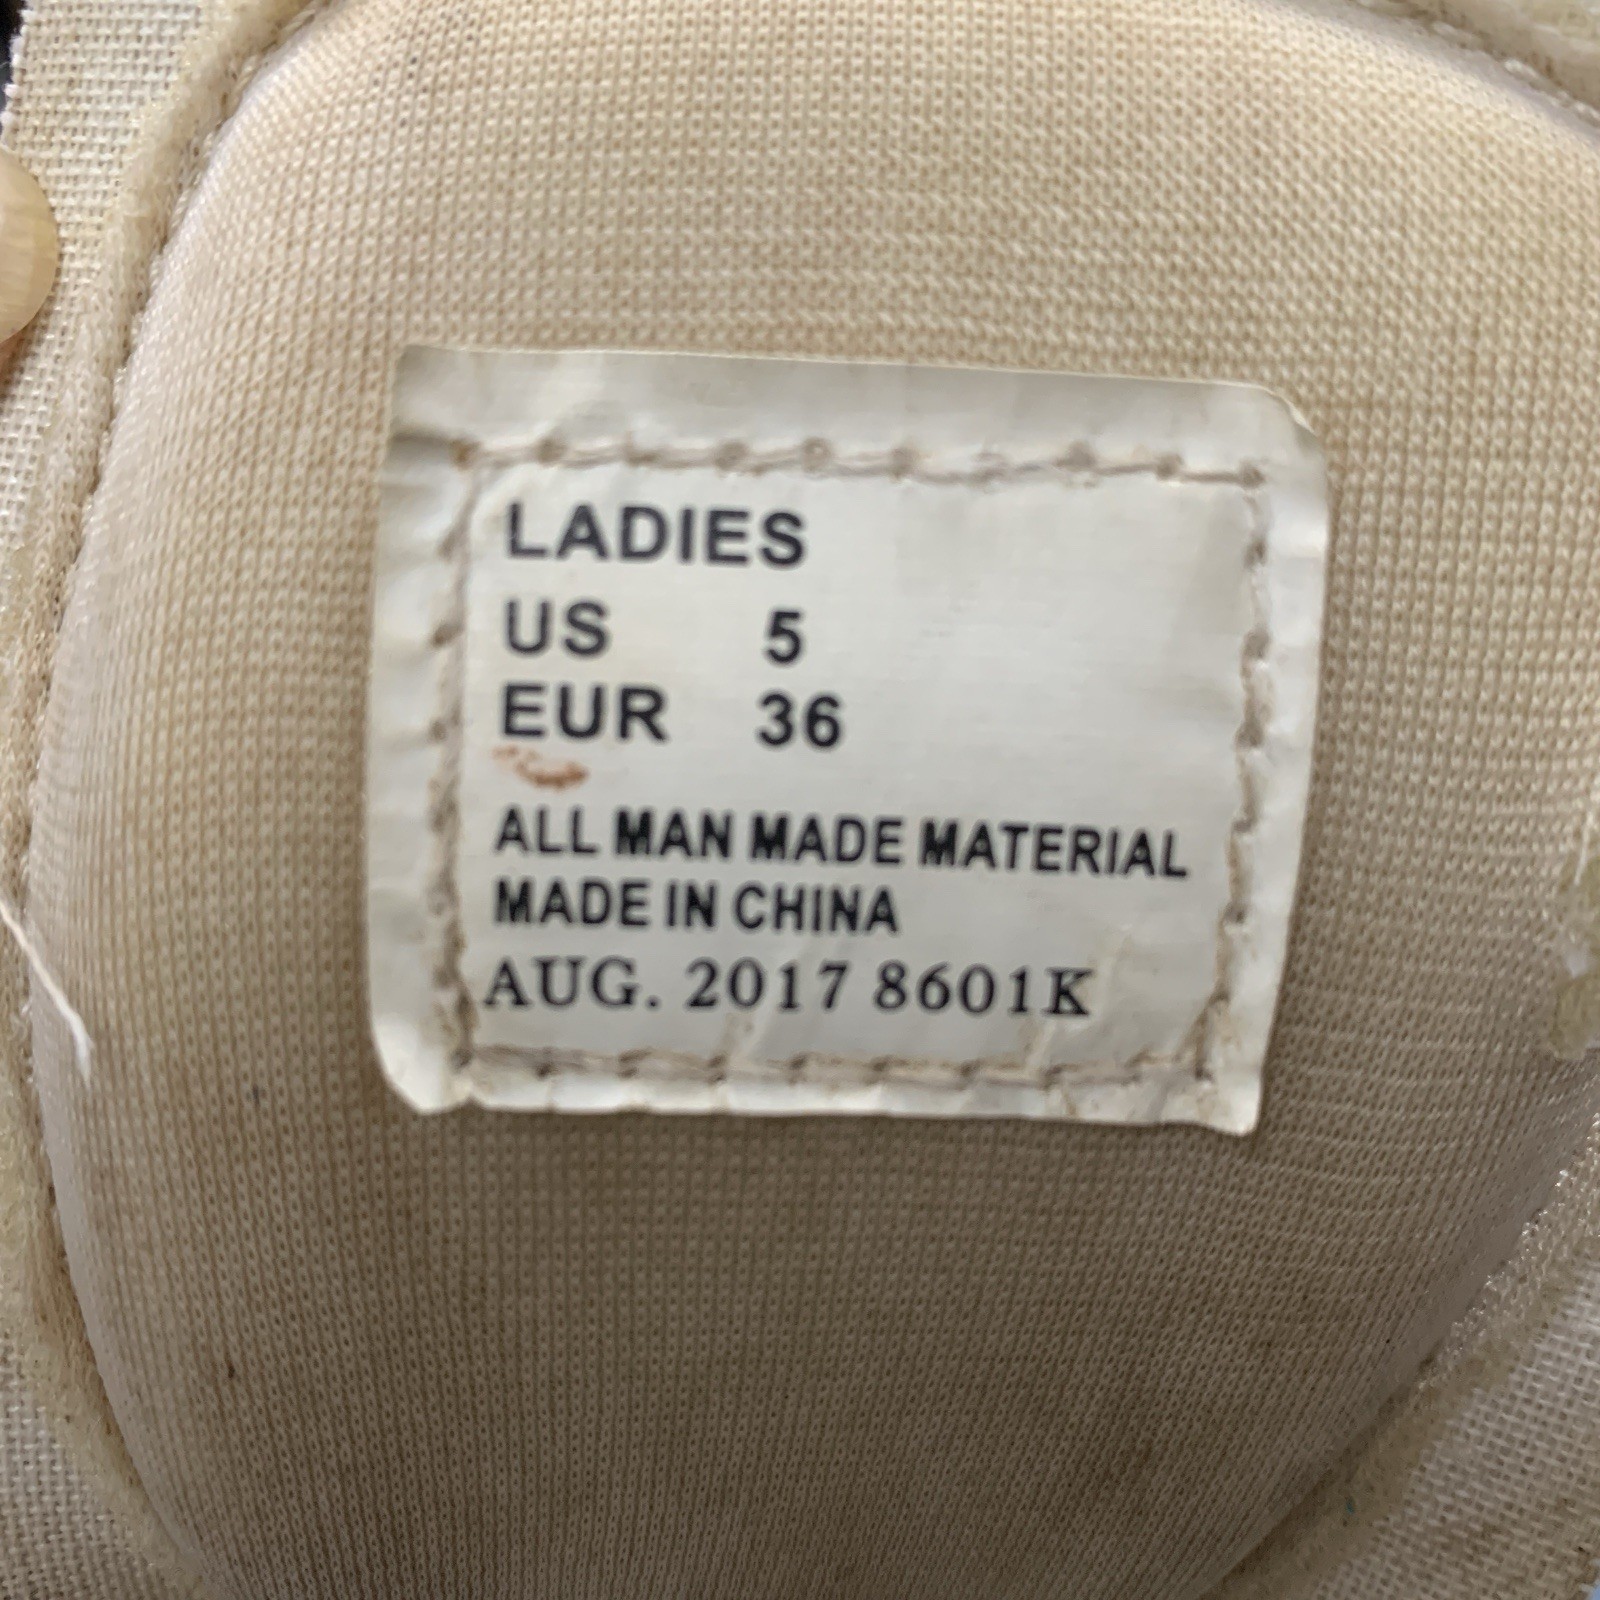 LADIES
US 5
EUR 36
ALL MAN MADE MATERIAL
MADE IN CHINA
AUG. 2017 8601K